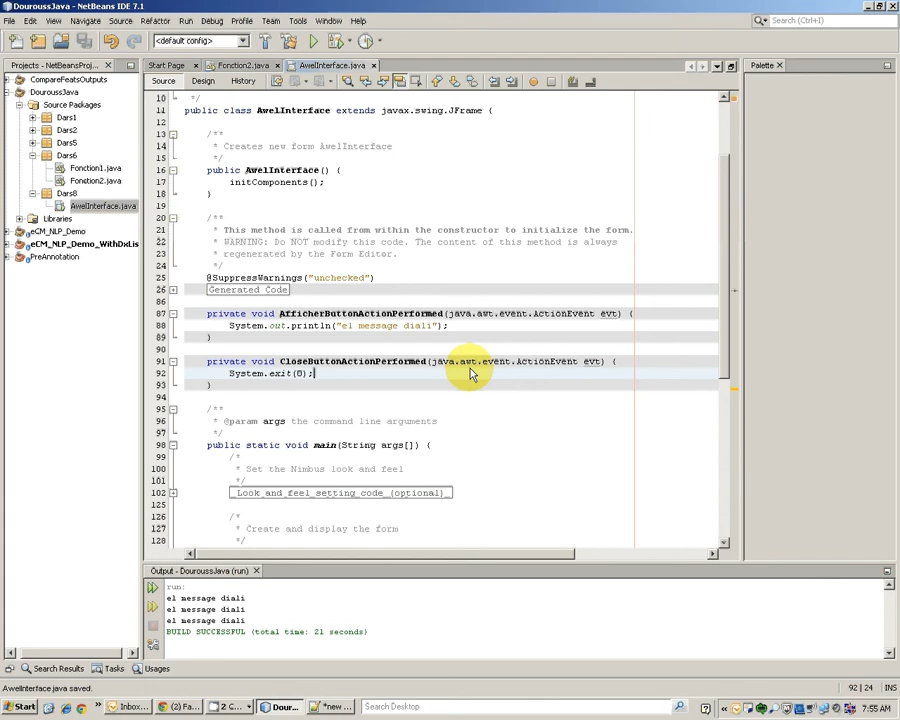 DouroussJava - NetBeans IDE 7.1
File Edit View Navigate Source Refactor Run Debug Profile Team Tools Window Help
<default config>
Search (Ctrl+I)
Projects - NetBeansProj...
Start Page
Fonction2.java
AwelInterface.java
Palette
Source Design History
CompareFeatsOutputs
DouroussJava
Source Packages
Dars1
Dars2
Dars5
Dars6
Fonction1.java
Fonction2.java
Dars8
AwelInterface.java
Libraries
eCM_NLP_Demo
eCM_NLP_Demo_WithDxLis
PreAnnotation
10 */
11 public class AwelInterface extends javax.swing.JFrame {
12
13 /**
14 * Creates new form AwelInterface
15 */
16 public AwelInterface() {
17 initComponents();
18 }
19
20 /**
21 * This method is called from within the constructor to initialize the form.
22 * WARNING: Do NOT modify this code. The content of this method is always
23 * regenerated by the Form Editor.
24 */
25 @SuppressWarnings("unchecked")
26 Generated Code
86
87 private void AfficherButtonActionPerformed(java.awt.event.ActionEvent evt) {
88 System.out.println("el message diali");
89 }
90
91 private void CloseButtonActionPerformed(java.awt.event.ActionEvent evt) {
92 System.exit(0);
93 }
94
95 /**
96 * @param args the command line arguments
97 */
98 public static void main(String args[]) {
99 /*
100 * Set the Nimbus look and feel
101 */
102 Look and feel setting code (optional)
125
126 /*
127 * Create and display the form
128 */
Output - DouroussJava (run)
run:
el message diali
el message diali
el message diali
BUILD SUCCESSFUL (total time: 21 seconds)
Search Results Tasks Usages
AwelInterface.java saved.
92 | 24 INS
Start
Inbox...
(2) Fa...
2 C...
Dour...
*new ...
Search Desktop
7:55 AM